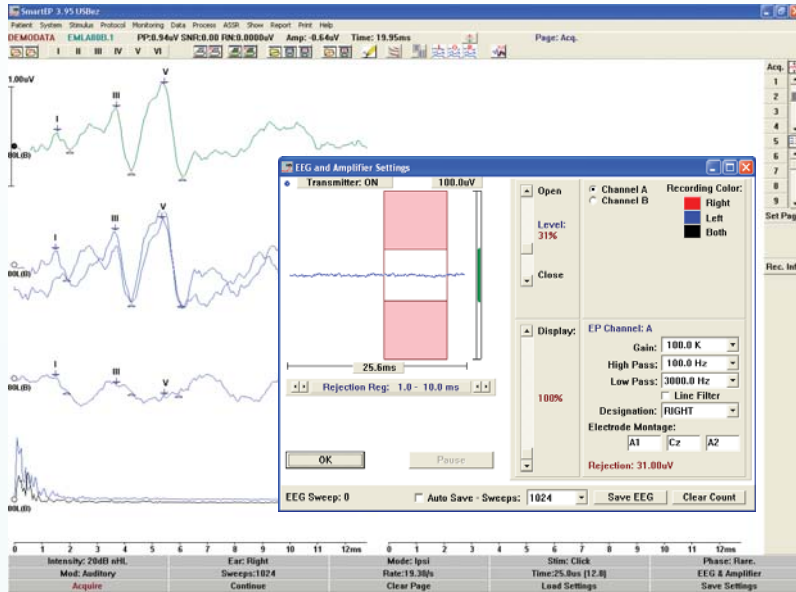 SmartEP 3.95 USBez
Patient System Stimulus Protocol Monitoring Data Process ASSR Show Report Print Help
DEMODATA EMLA80B.1 PP:0.94uV SNR:0.00 RN:0.0000uV Amp: -0.64uV Time: 19.95ms Page: Acq.
I II III IV V VI
1.00uV
I III V
80L(B)
I III V
80L(B)
I III V
80L(B)
80L(B)
0 1 2 3 4 5 6 7 8 9 10 11 12ms
0 1 2 3 4 5 6 7 8 9 10 11 12ms
Acq.
1
2
3
4
5
6
7
8
9
Set Pag
Rec. Inf
EEG and Amplifier Settings
Transmitter: ON 100.0uV
25.6ms
Rejection Reg: 1.0 - 10.0 ms
OK Pause
Open
Level:
31%
Close
Display:
100%
Channel A
Channel B
Recording Color:
Right
Left
Both
EP Channel: A
Gain: 100.0 K
High Pass: 100.0 Hz
Low Pass: 3000.0 Hz
Line Filter
Designation: RIGHT
Electrode Montage:
A1 Cz A2
Rejection: 31.00uV
EEG Sweep: 0 Auto Save - Sweeps: 1024 Save EEG Clear Count
Intensity: 20dB nHL Ear: Right Mode: Ipsi Stim: Click Phase: Rare.
Mod: Auditory Sweeps:1024 Rate:19.30/s Time:25.0us (12.8) EEG & Amplifier
Acquire Continue Clear Page Load Settings Save Settings